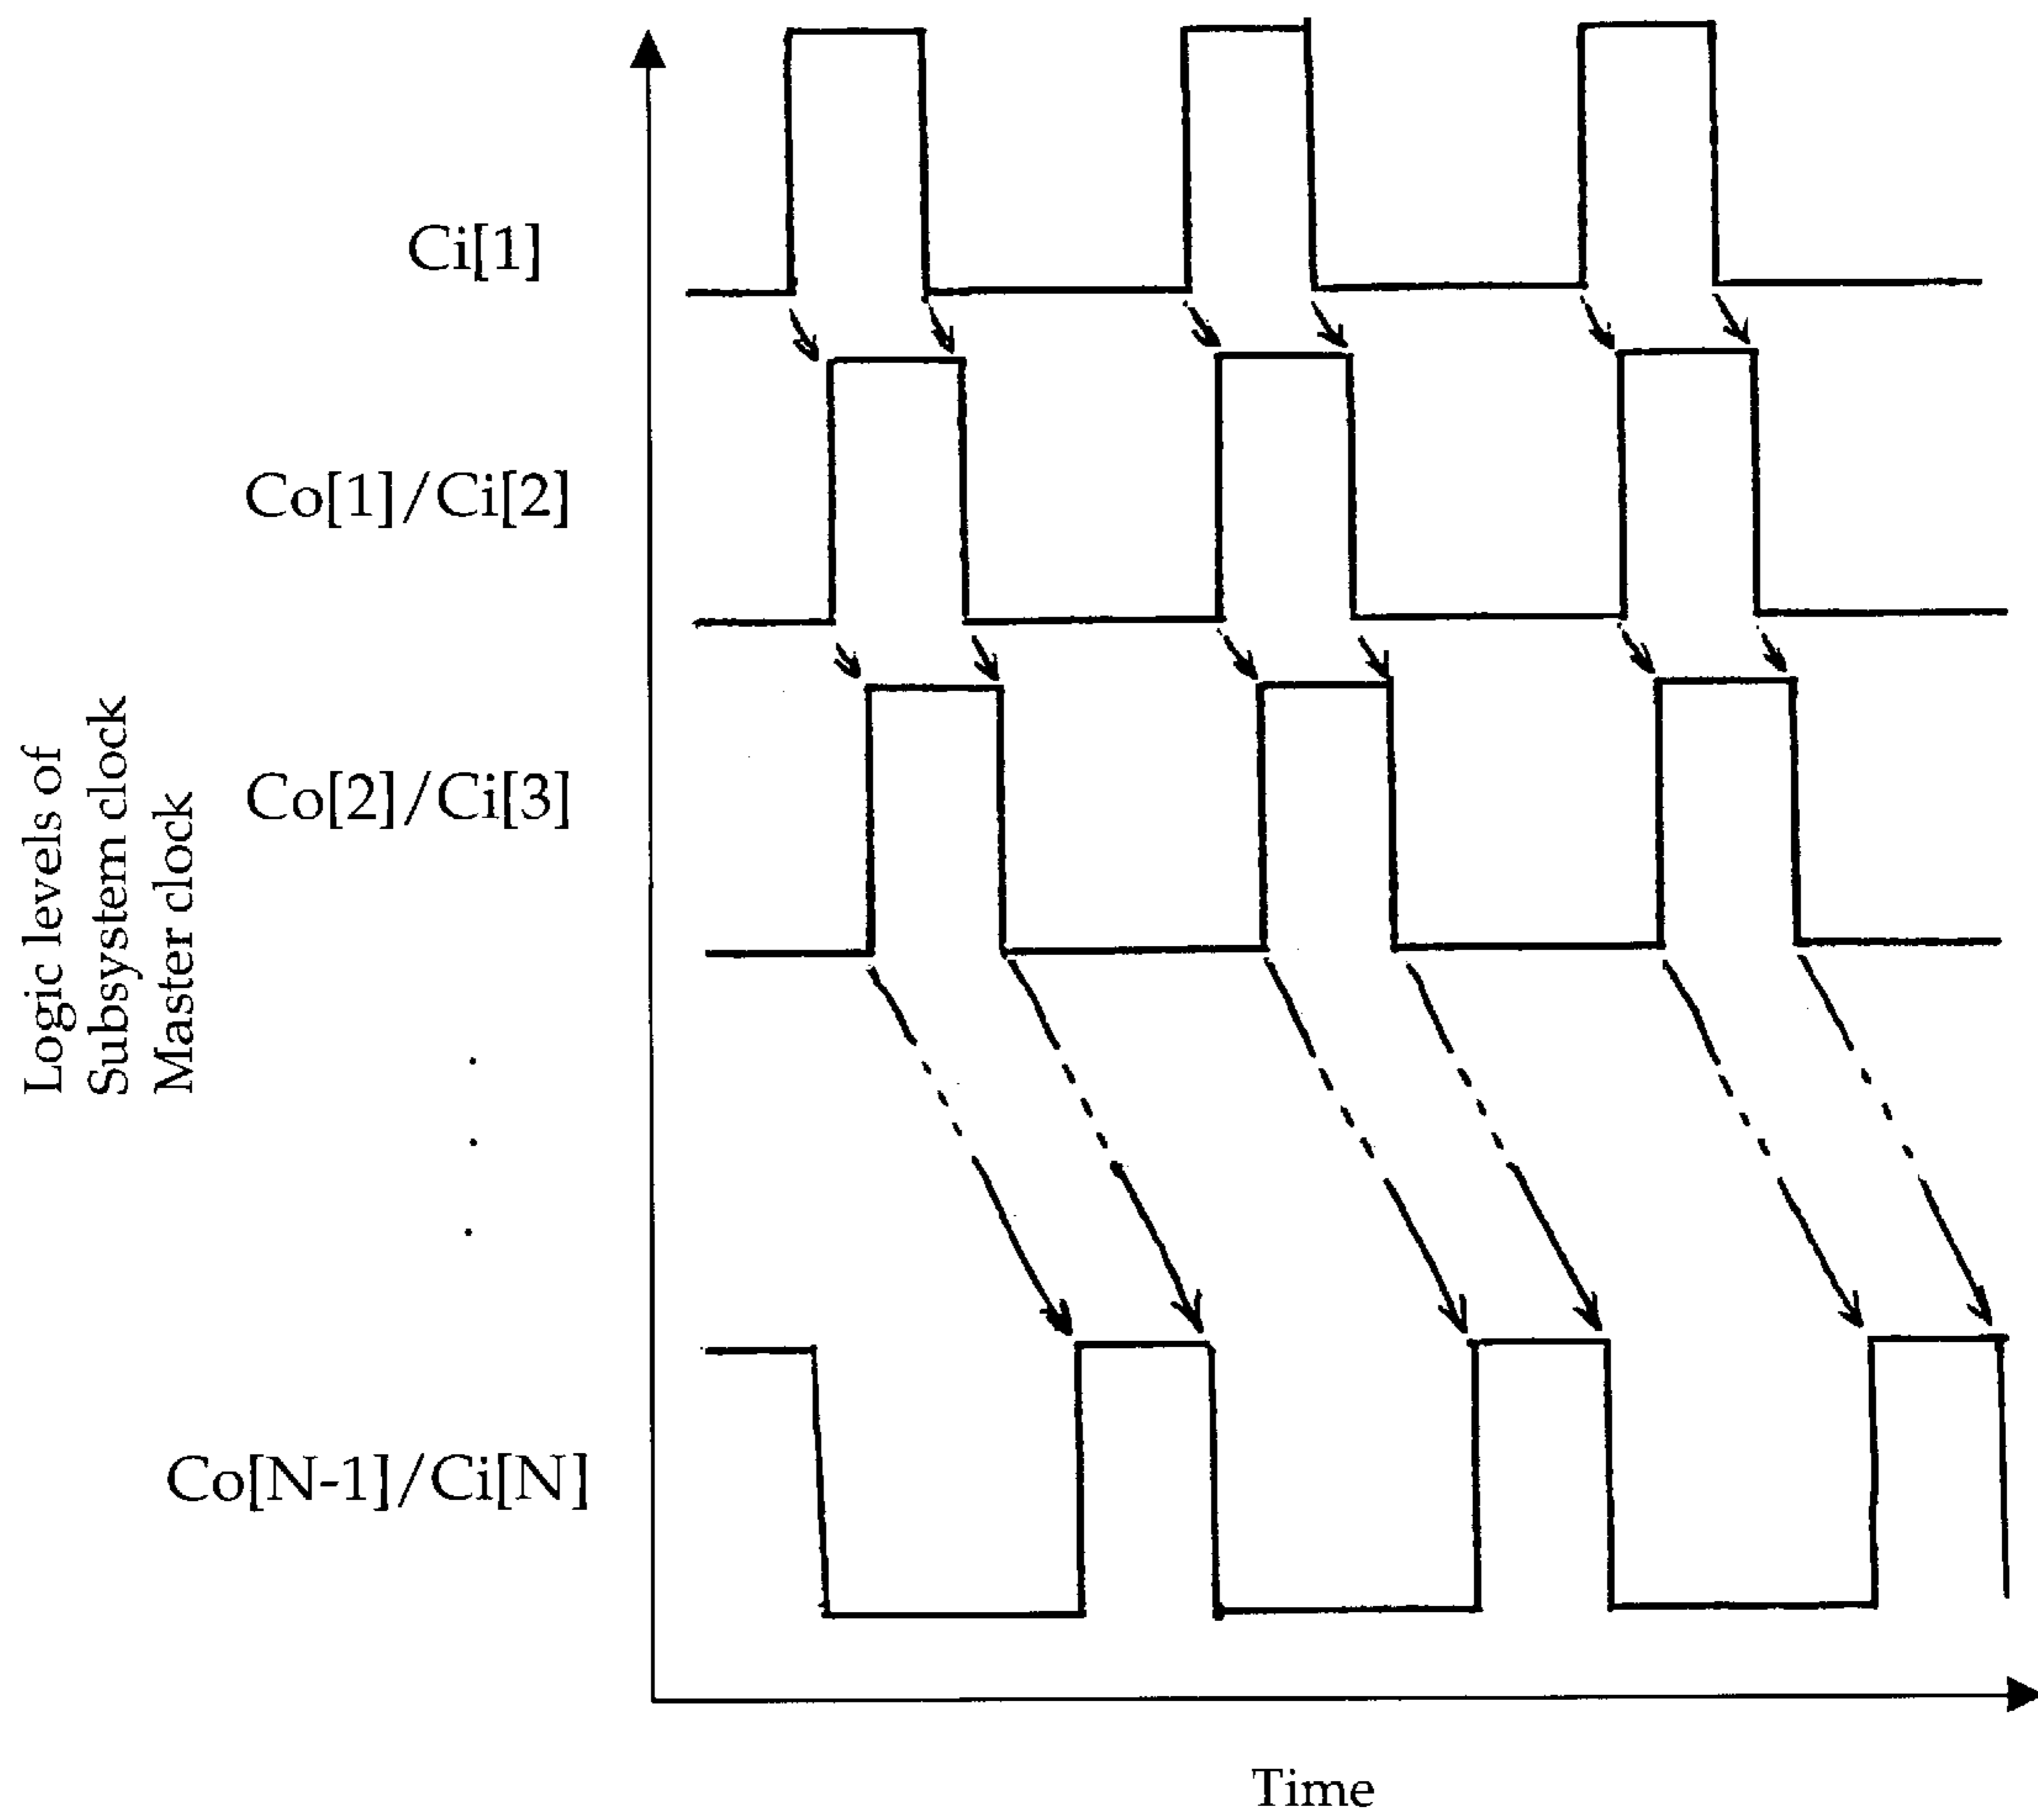 Ci[1]
Co[1]/Ci[2]
Co[2]/Ci[3]
Logic levels of
Subsystem clock
Master clock
Co[N-1]/Ci[N]
Time